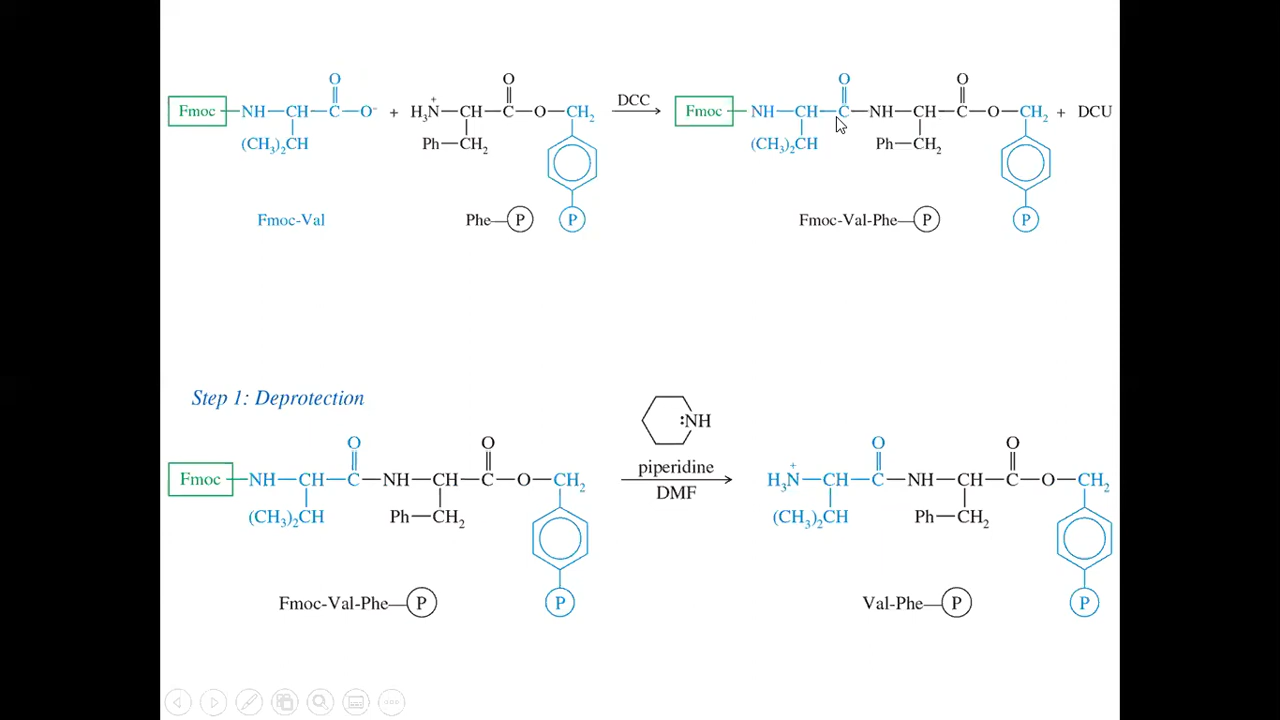 O O O O
Fmoc NH—CH—C—O⁻ + H₃N⁺—CH—C—O—CH₂ DCC Fmoc NH—CH—C—NH—CH—C—O—CH₂ + DCU
(CH₃)₂CH Ph—CH₂ (CH₃)₂CH Ph—CH₂
Fmoc-Val Phe—P P Fmoc-Val-Phe—P P
Step 1: Deprotection
:NH
O O piperidine O O
Fmoc NH—CH—C—NH—CH—C—O—CH₂ DMF H₃N⁺—CH—C—NH—CH—C—O—CH₂
(CH₃)₂CH Ph—CH₂ (CH₃)₂CH Ph—CH₂
Fmoc-Val-Phe—P P Val-Phe—P P